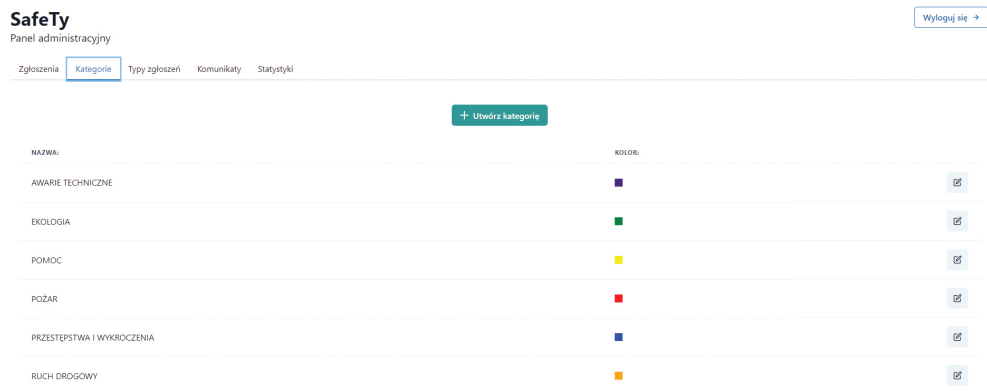 SafeTy
Wyloguj się →
Panel administracyjny
Zgłoszenia Kategorie Typy zgłoszeń Komunikaty Statystyki
+ Utwórz kategorię
NAZWA: KOLOR:
AWARIE TECHNICZNE
EKOLOGIA
POMOC
POŻAR
PRZESTĘPSTWA I WYKROCZENIA
RUCH DROGOWY